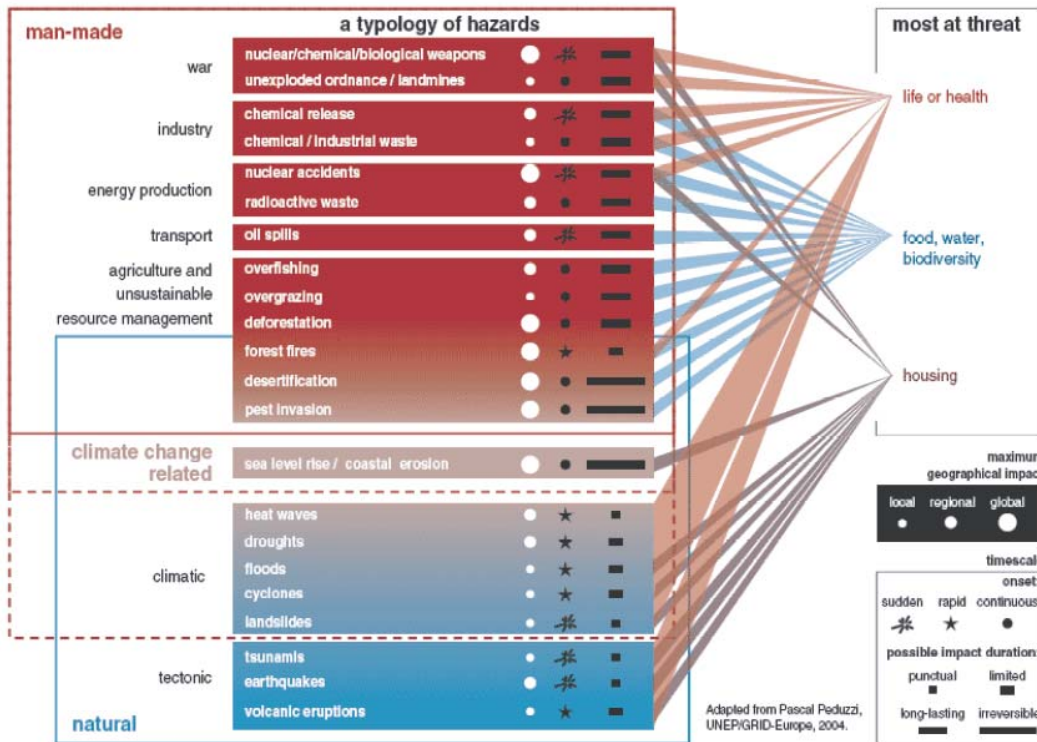 a typology of hazards
man-made
war
nuclear/chemical/biological weapons
unexploded ordnance / landmines
industry
chemical release
chemical / industrial waste
energy production
nuclear accidents
radioactive waste
transport
oil spills
agriculture and
unsustainable
resource management
overfishing
overgrazing
deforestation
forest fires
desertification
pest invasion
climate change
related
sea level rise / coastal erosion
climatic
heat waves
droughts
floods
cyclones
landslides
tectonic
tsunamis
earthquakes
volcanic eruptions
natural
most at threat
life or health
food, water,
biodiversity
housing
maximum
geographical impac
local regional global
timescal
onset
sudden rapid continuous
possible impact duration
punctual limited
long-lasting irreversible
Adapted from Pascal Peduzzi,
UNEP/GRID-Europe, 2004.